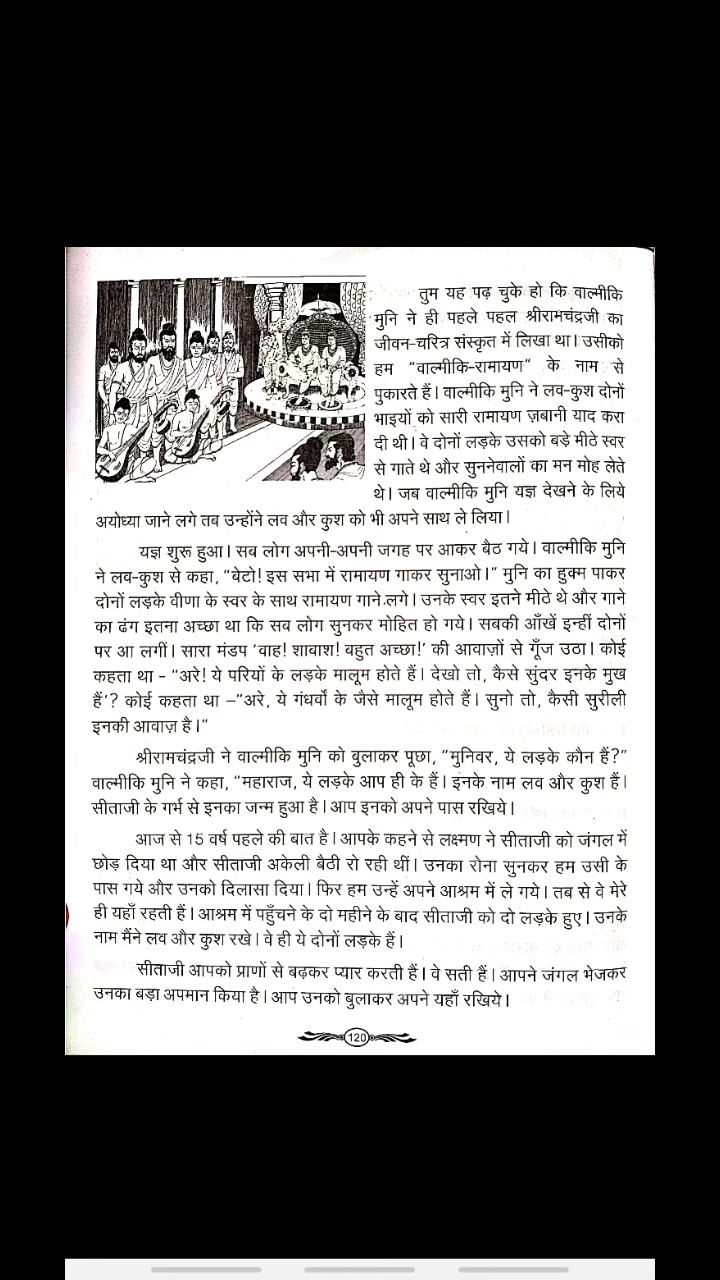 तुम यह पढ़ चुके हो कि वाल्मीकि
मुनि ने ही पहले पहल श्रीरामचंद्रजी का
जीवन-चरित्र संस्कृत में लिखा था। उसीको
हम "वाल्मीकि-रामायण" के नाम से
पुकारते हैं। वाल्मीकि मुनि ने लव-कुश दोनों
भाइयों को सारी रामायण ज़बानी याद करा
दी थी। वे दोनों लड़के उसको बड़े मीठे स्वर
से गाते थे और सुननेवालों का मन मोह लेते
थे। जब वाल्मीकि मुनि यज्ञ देखने के लिये
अयोध्या जाने लगे तब उन्होंने लव और कुश को भी अपने साथ ले लिया।
यज्ञ शुरू हुआ। सब लोग अपनी-अपनी जगह पर आकर बैठ गये। वाल्मीकि मुनि
ने लव-कुश से कहा, "बेटो! इस सभा में रामायण गाकर सुनाओ।" मुनि का हुक्म पाकर
दोनों लड़के वीणा के स्वर के साथ रामायण गाने लगे। उनके स्वर इतने मीठे थे और गाने
का ढंग इतना अच्छा था कि सब लोग सुनकर मोहित हो गये। सबकी आँखें इन्हीं दोनों
पर आ लगीं। सारा मंडप 'वाह! शाबाश! बहुत अच्छा!' की आवाज़ों से गूँज उठा। कोई
कहता था - "अरे! ये परियों के लड़के मालूम होते हैं। देखो तो, कैसे सुंदर इनके मुख
हैं'? कोई कहता था –"अरे, ये गंधर्वों के जैसे मालूम होते हैं। सुनो तो, कैसी सुरीली
इनकी आवाज़ है।"
श्रीरामचंद्रजी ने वाल्मीकि मुनि को बुलाकर पूछा, "मुनिवर, ये लड़के कौन हैं?"
वाल्मीकि मुनि ने कहा, "महाराज, ये लड़के आप ही के हैं। इनके नाम लव और कुश हैं।
सीताजी के गर्भ से इनका जन्म हुआ है। आप इनको अपने पास रखिये।
आज से 15 वर्ष पहले की बात है। आपके कहने से लक्ष्मण ने सीताजी को जंगल में
छोड़ दिया था और सीताजी अकेली बैठी रो रही थीं। उनका रोना सुनकर हम उसी के
पास गये और उनको दिलासा दिया। फिर हम उन्हें अपने आश्रम में ले गये। तब से वे मेरे
ही यहाँ रहती हैं। आश्रम में पहुँचने के दो महीने के बाद सीताजी को दो लड़के हुए। उनके
नाम मैंने लव और कुश रखे। वे ही ये दोनों लड़के हैं।
सीताजी आपको प्राणों से बढ़कर प्यार करती हैं। वे सती हैं। आपने जंगल भेजकर
उनका बड़ा अपमान किया है। आप उनको बुलाकर अपने यहाँ रखिये।
120